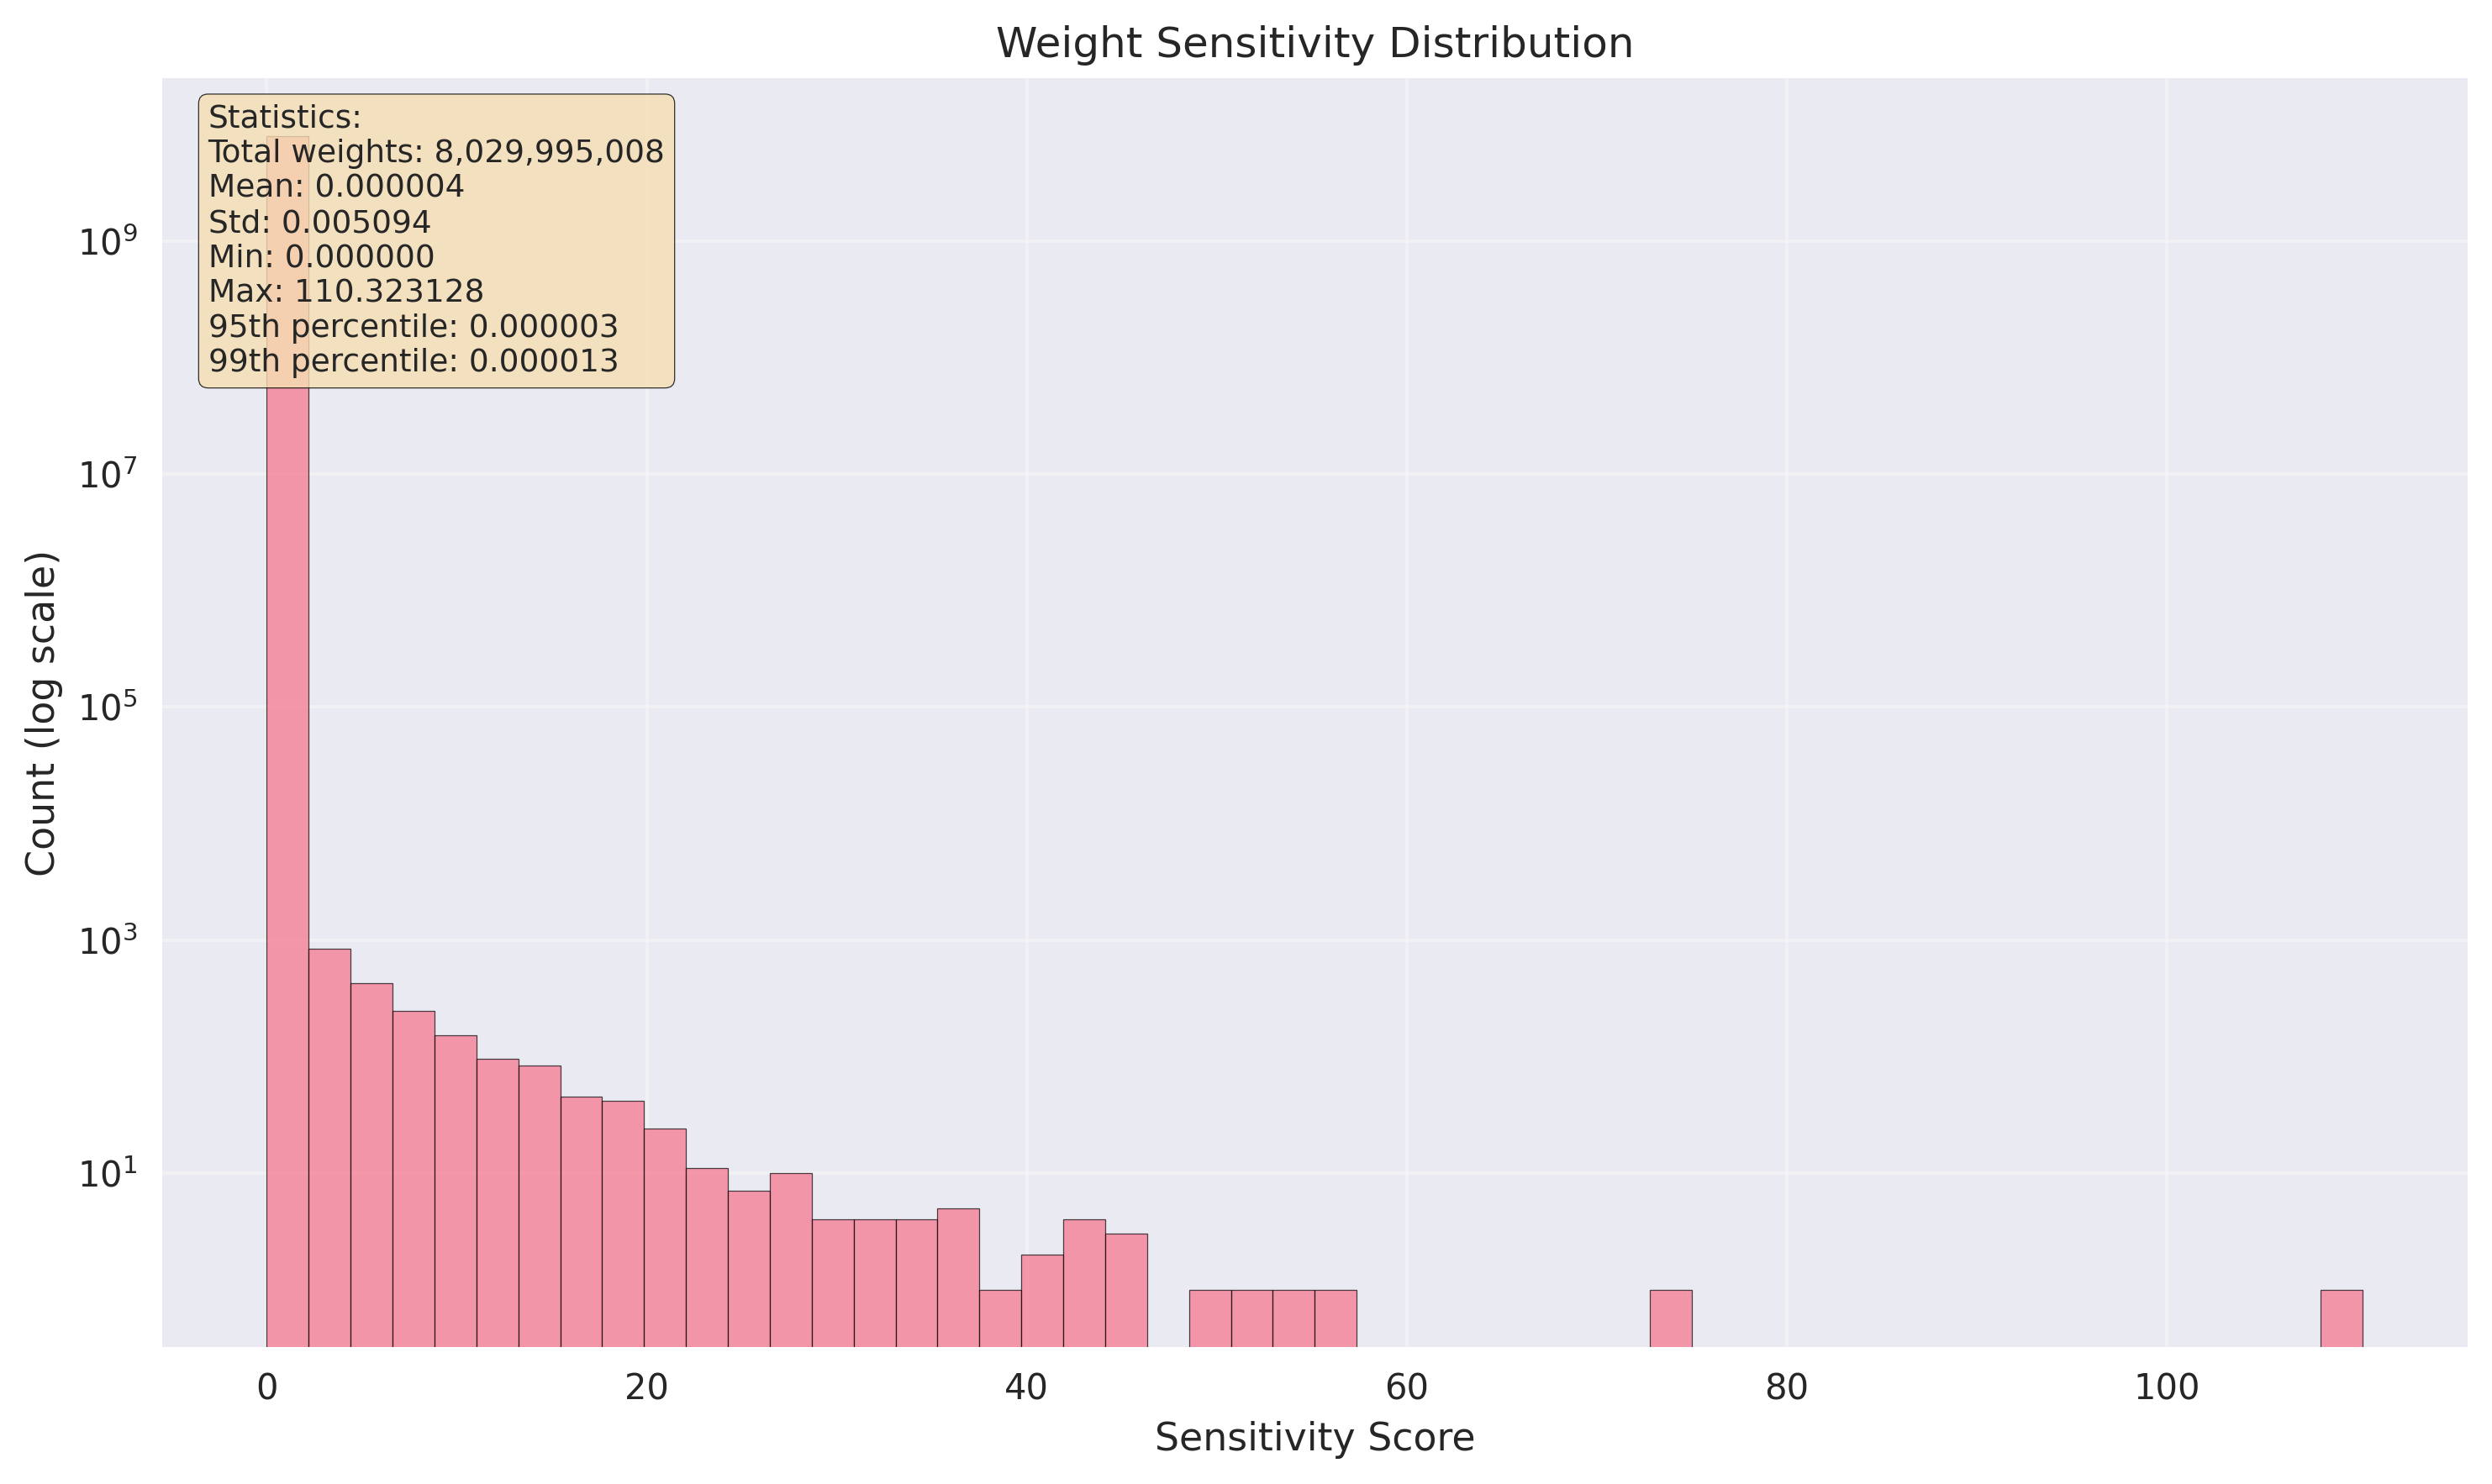 Weight Sensitivity Distribution
Statistics:
Total weights: 8,029,995,008
Mean: 0.000004
Std: 0.005094
Min: 0.000000
Max: 110.323128
95th percentile: 0.000003
99th percentile: 0.000013
10⁹
10⁷
10⁵
10³
10¹
Count (log scale)
0 20 40 60 80 100
Sensitivity Score